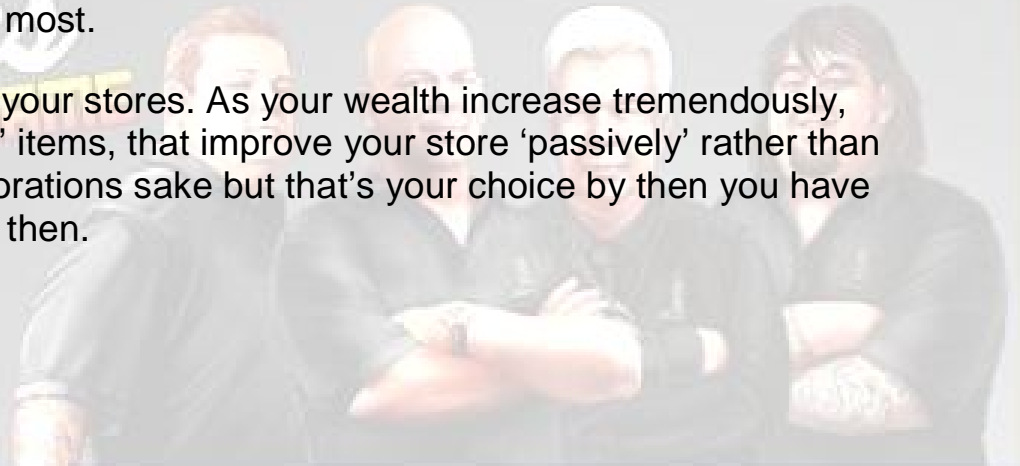 most.
your stores. As your wealth increase tremendously,
’ items, that improve your store ‘passively’ rather than
orations sake but that’s your choice by then you have
then.